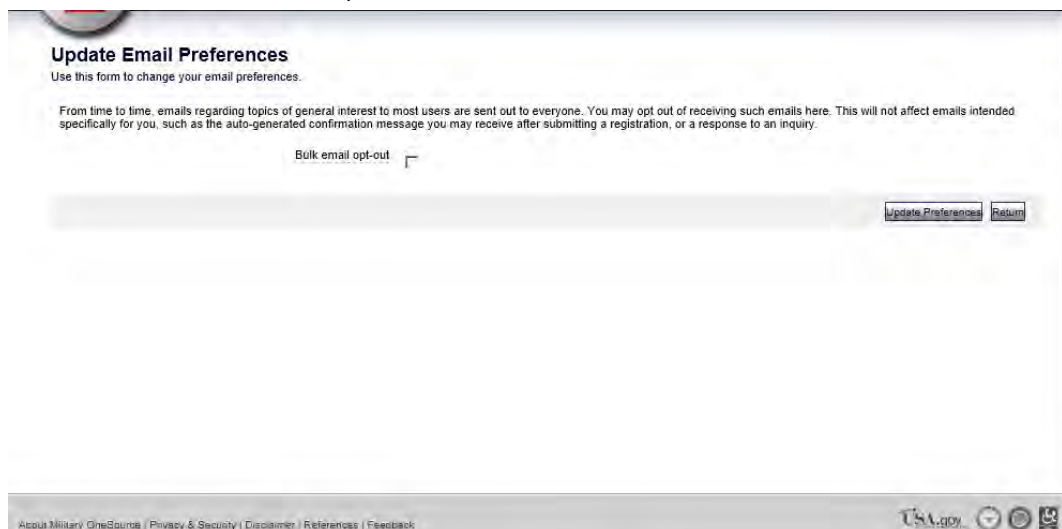 Update Email Preferences
Use this form to change your email preferences.
From time to time, emails regarding topics of general interest to most users are sent out to everyone. You may opt out of receiving such emails here. This will not affect emails intended
specifically for you, such as the auto-generated confirmation message you may receive after submitting a registration, or a response to an inquiry.
Bulk email opt-out
Update Preferences Return
About Military OneSource | Privacy & Security | Disclaimer | References | Feedback
USA.gov